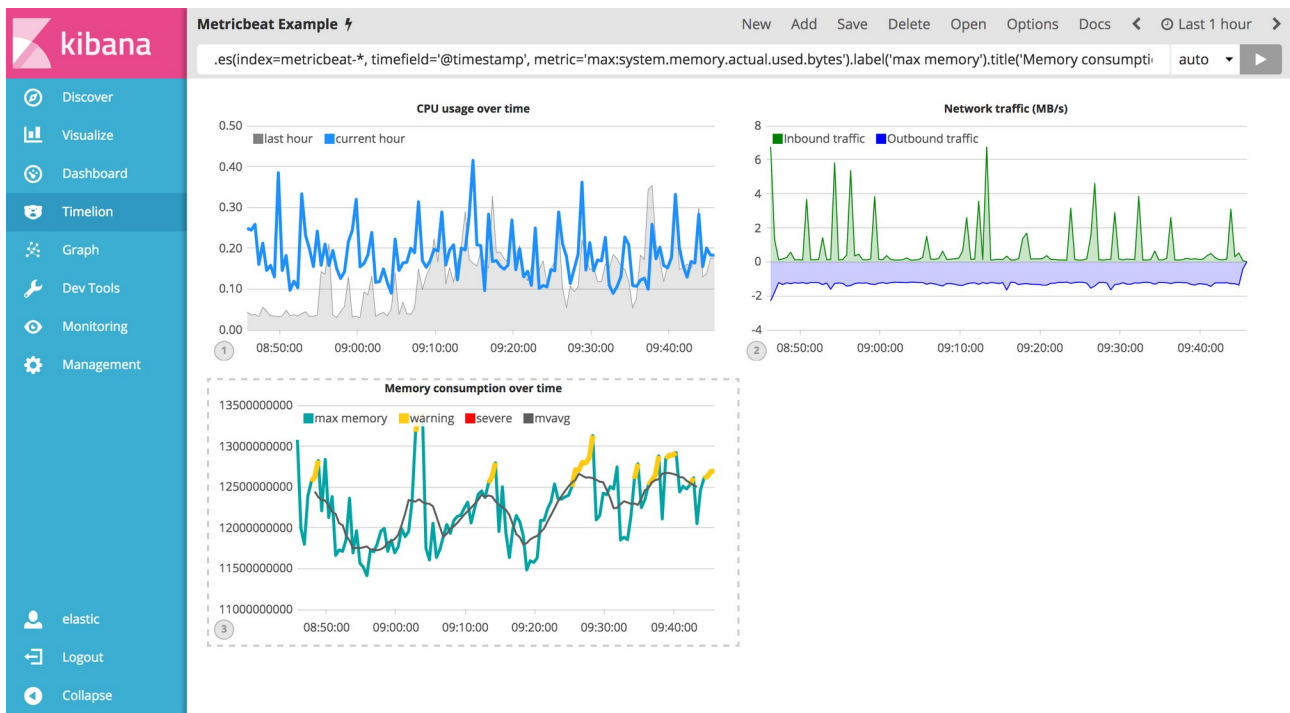 kibana
Discover
Visualize
Dashboard
Timelion
Graph
Dev Tools
Monitoring
Management
elastic
Logout
Collapse
Metricbeat Example
New Add Save Delete Open Options Docs Last 1 hour
.es(index=metricbeat-*, timefield='@timestamp', metric='max:system.memory.actual.used.bytes').label('max memory').title('Memory consumpti auto
CPU usage over time
last hour current hour
0.50
0.40
0.30
0.20
0.10
0.00
1 08:50:00 09:00:00 09:10:00 09:20:00 09:30:00 09:40:00
Network traffic (MB/s)
Inbound traffic Outbound traffic
8
6
4
2
0
-2
-4
2 08:50:00 09:00:00 09:10:00 09:20:00 09:30:00 09:40:00
Memory consumption over time
max memory warning severe mvavg
13500000000
13000000000
12500000000
12000000000
11500000000
11000000000
3 08:50:00 09:00:00 09:10:00 09:20:00 09:30:00 09:40:00